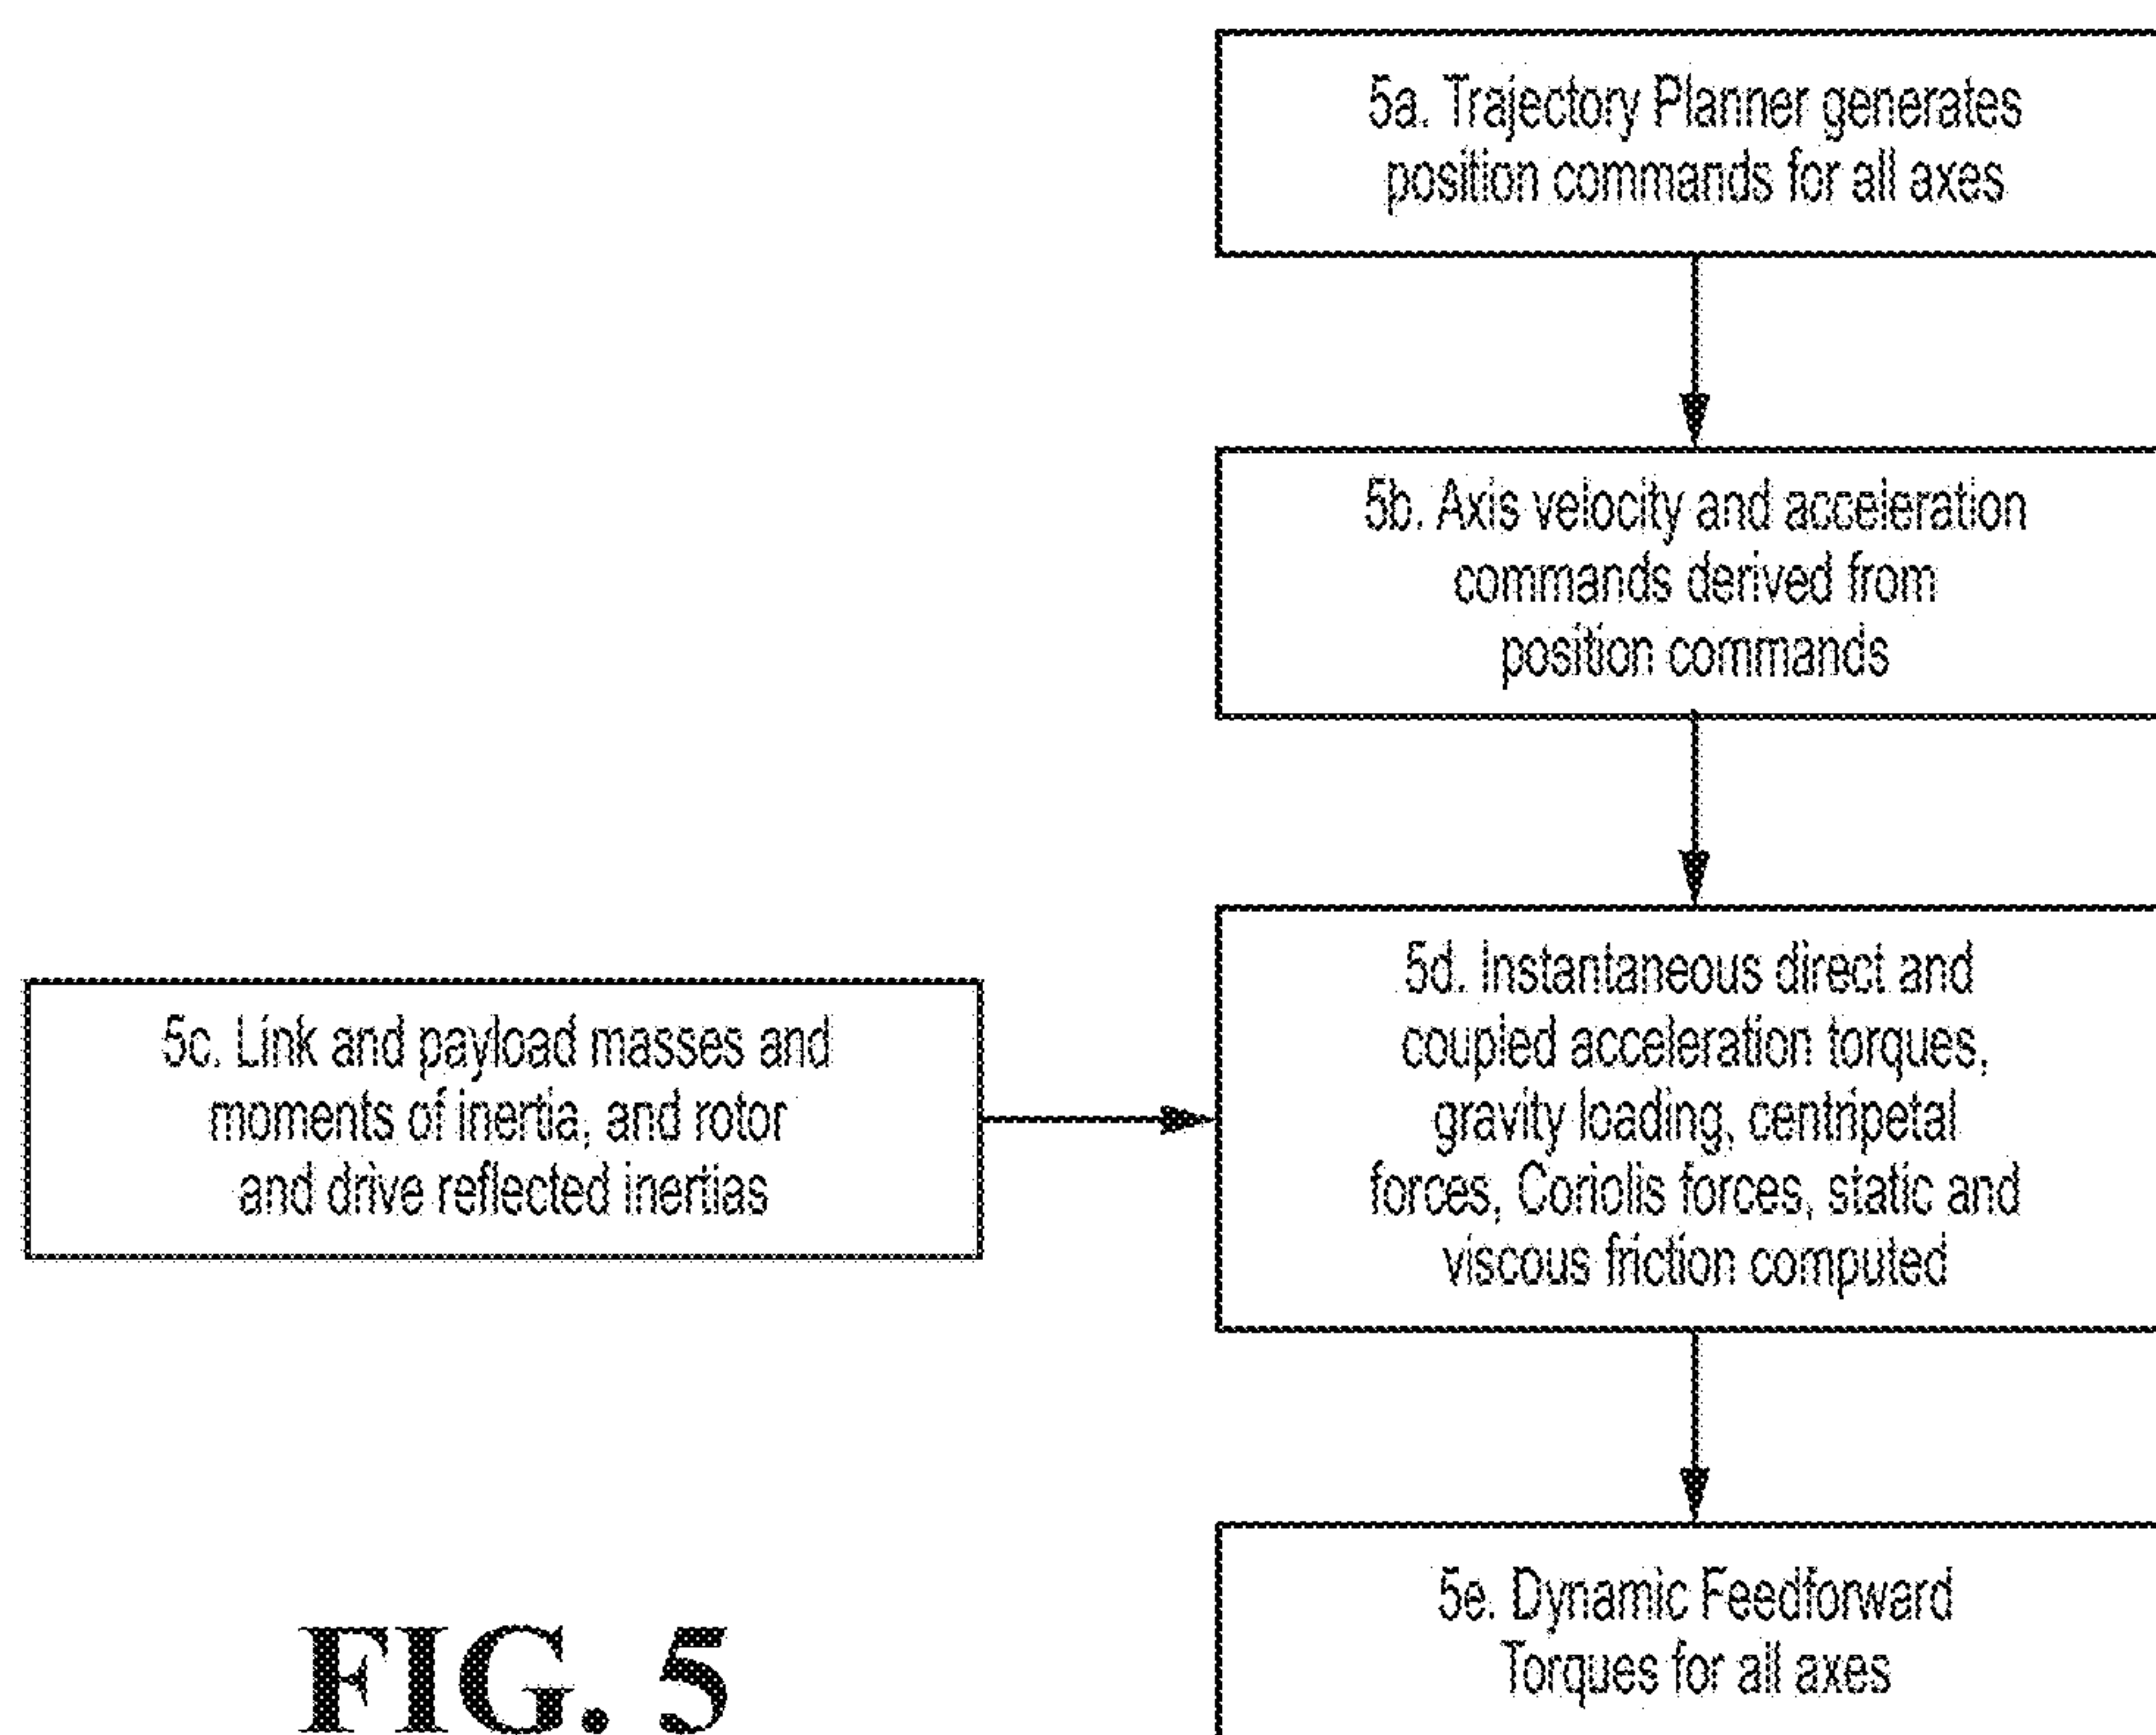 5a. Trajectory Planner generates
position commands for all axes
5b. Axis velocity and acceleration
commands derived from
position commands
5c. Link and payload masses and
moments of inertia, and rotor
and drive reflected inertias
5d. Instantaneous direct and
coupled acceleration torques,
gravity loading, centripetal
forces, Coriolis forces, static and
viscous friction computed
5e. Dynamic Feedforward
Torques for all axes
FIG. 5